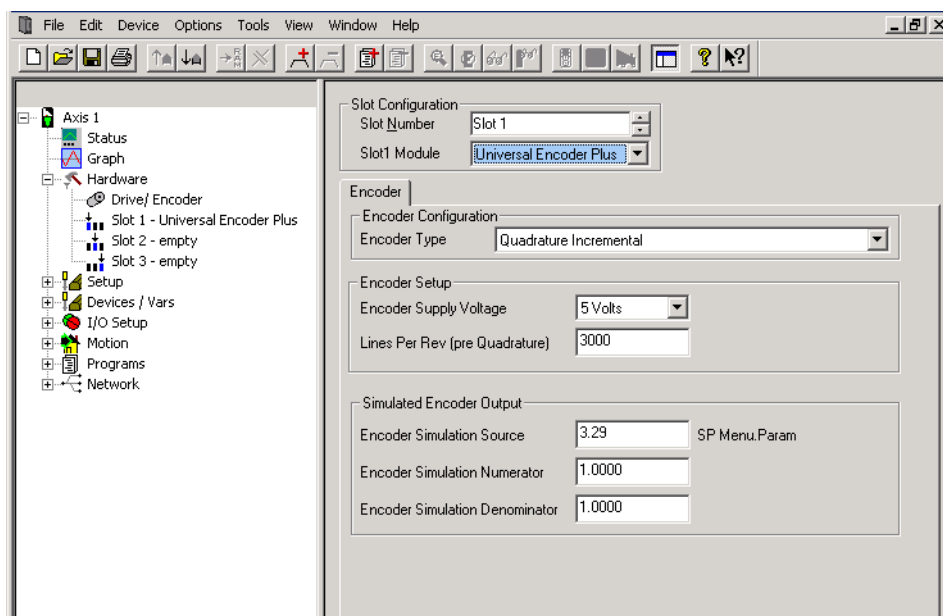 File Edit Device Options Tools View Window Help
Axis 1
Status
Graph
Hardware
Drive/ Encoder
Slot 1 - Universal Encoder Plus
Slot 2 - empty
Slot 3 - empty
Setup
Devices / Vars
I/O Setup
Motion
Programs
Network
Slot Configuration
Slot Number Slot 1
Slot1 Module Universal Encoder Plus
Encoder
Encoder Configuration
Encoder Type Quadrature Incremental
Encoder Setup
Encoder Supply Voltage 5 Volts
Lines Per Rev (pre Quadrature) 3000
Simulated Encoder Output
Encoder Simulation Source 3.29 SP Menu.Param
Encoder Simulation Numerator 1.0000
Encoder Simulation Denominator 1.0000